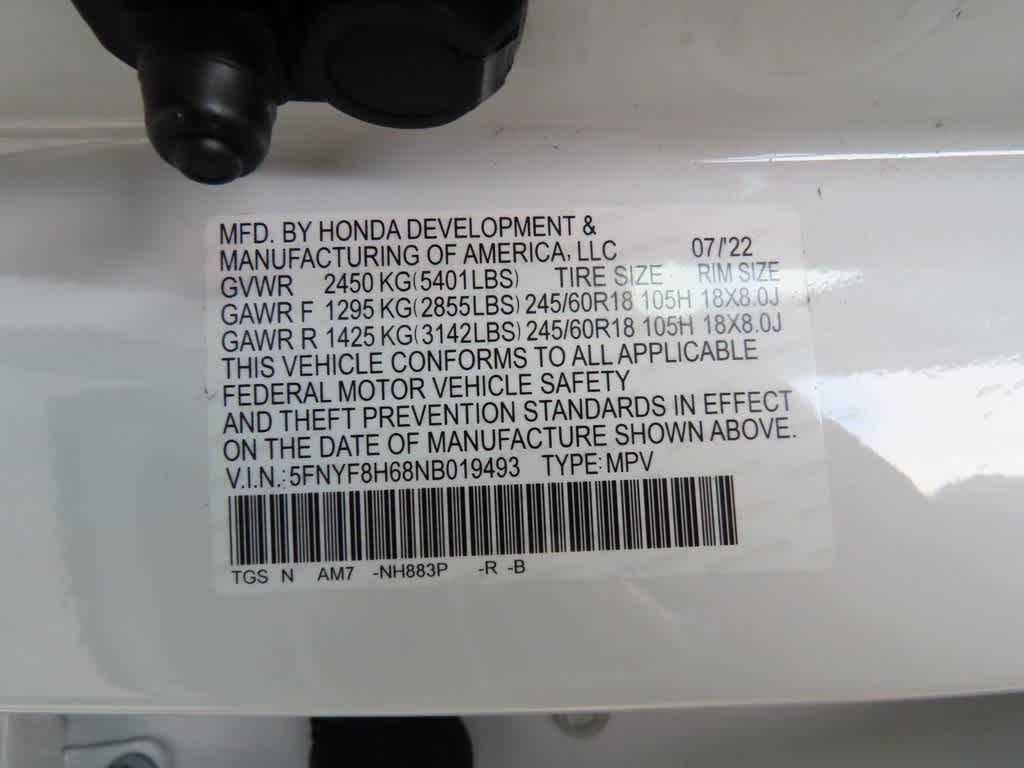 MFD. BY HONDA DEVELOPMENT &
MANUFACTURING OF AMERICA, LLC 07/'22
GVWR 2450 KG(5401LBS) TIRE SIZE RIM SIZE
GAWR F 1295 KG(2855LBS) 245/60R18 105H 18X8.0J
GAWR R 1425 KG(3142LBS) 245/60R18 105H 18X8.0J
THIS VEHICLE CONFORMS TO ALL APPLICABLE
FEDERAL MOTOR VEHICLE SAFETY
AND THEFT PREVENTION STANDARDS IN EFFECT
ON THE DATE OF MANUFACTURE SHOWN ABOVE.
V.I.N.: 5FNYF8H68NB019493 TYPE: MPV
TGS N AM7 -NH883P -R -B